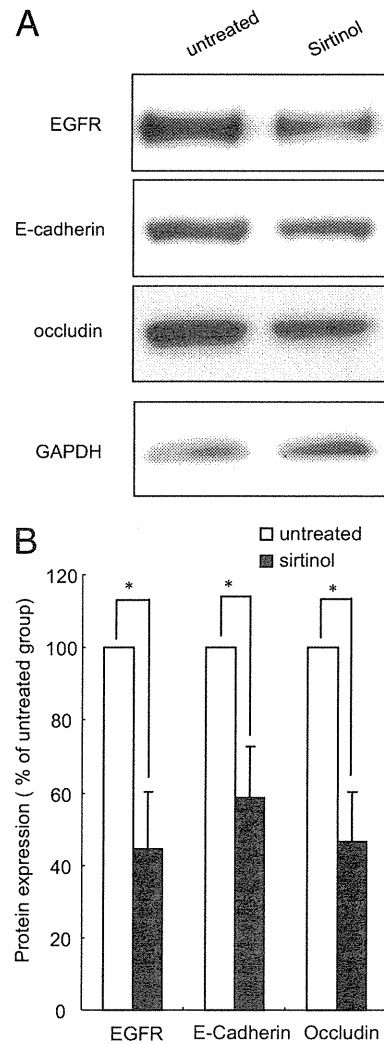 A
untreated Sirtinol
EGFR
E-cadherin
occludin
GAPDH
B
untreated
sirtinol
Protein expression ( % of untreated group)
120
100
80
60
40
20
0
* * *
EGFR E-Cadherin Occludin